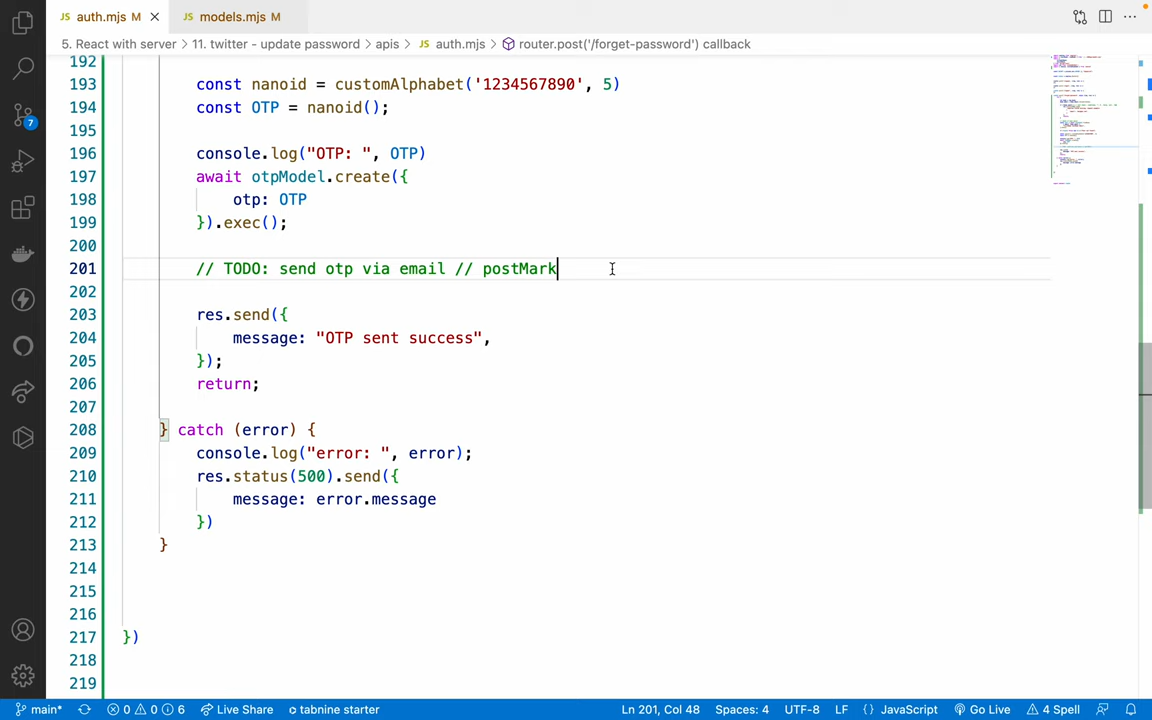 JS auth.mjs M
JS models.mjs M
5. React with server > 11. twitter - update password > apis > JS auth.mjs > router.post('/forget-password') callback
192
193 const nanoid = customAlphabet('1234567890', 5)
194 const OTP = nanoid();
195
196 console.log("OTP: ", OTP)
197 await otpModel.create({
198 otp: OTP
199 }).exec();
200
201 // TODO: send otp via email // postMark
202
203 res.send({
204 message: "OTP sent success",
205 });
206 return;
207
208 } catch (error) {
209 console.log("error: ", error);
210 res.status(500).send({
211 message: error.message
212 })
213 }
214
215
216
217 })
218
219
7
main* 0 0 6 Live Share tabnine starter Ln 201, Col 48 Spaces: 4 UTF-8 LF {} JavaScript Go Live 4 Spell